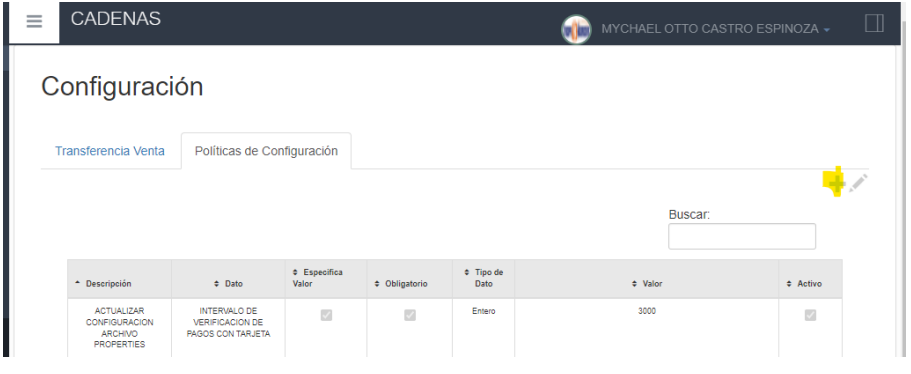 CADENAS
MYCHAEL OTTO CASTRO ESPINOZA
Configuración
Transferencia Venta
Políticas de Configuración
Buscar:
Descripción
Dato
Especifica
Valor
Obligatorio
Tipo de
Dato
Valor
Activo
ACTUALIZAR
CONFIGURACION
ARCHIVO
PROPERTIES
INTERVALO DE
VERIFICACION DE
PAGOS CON TARJETA
Entero
3000